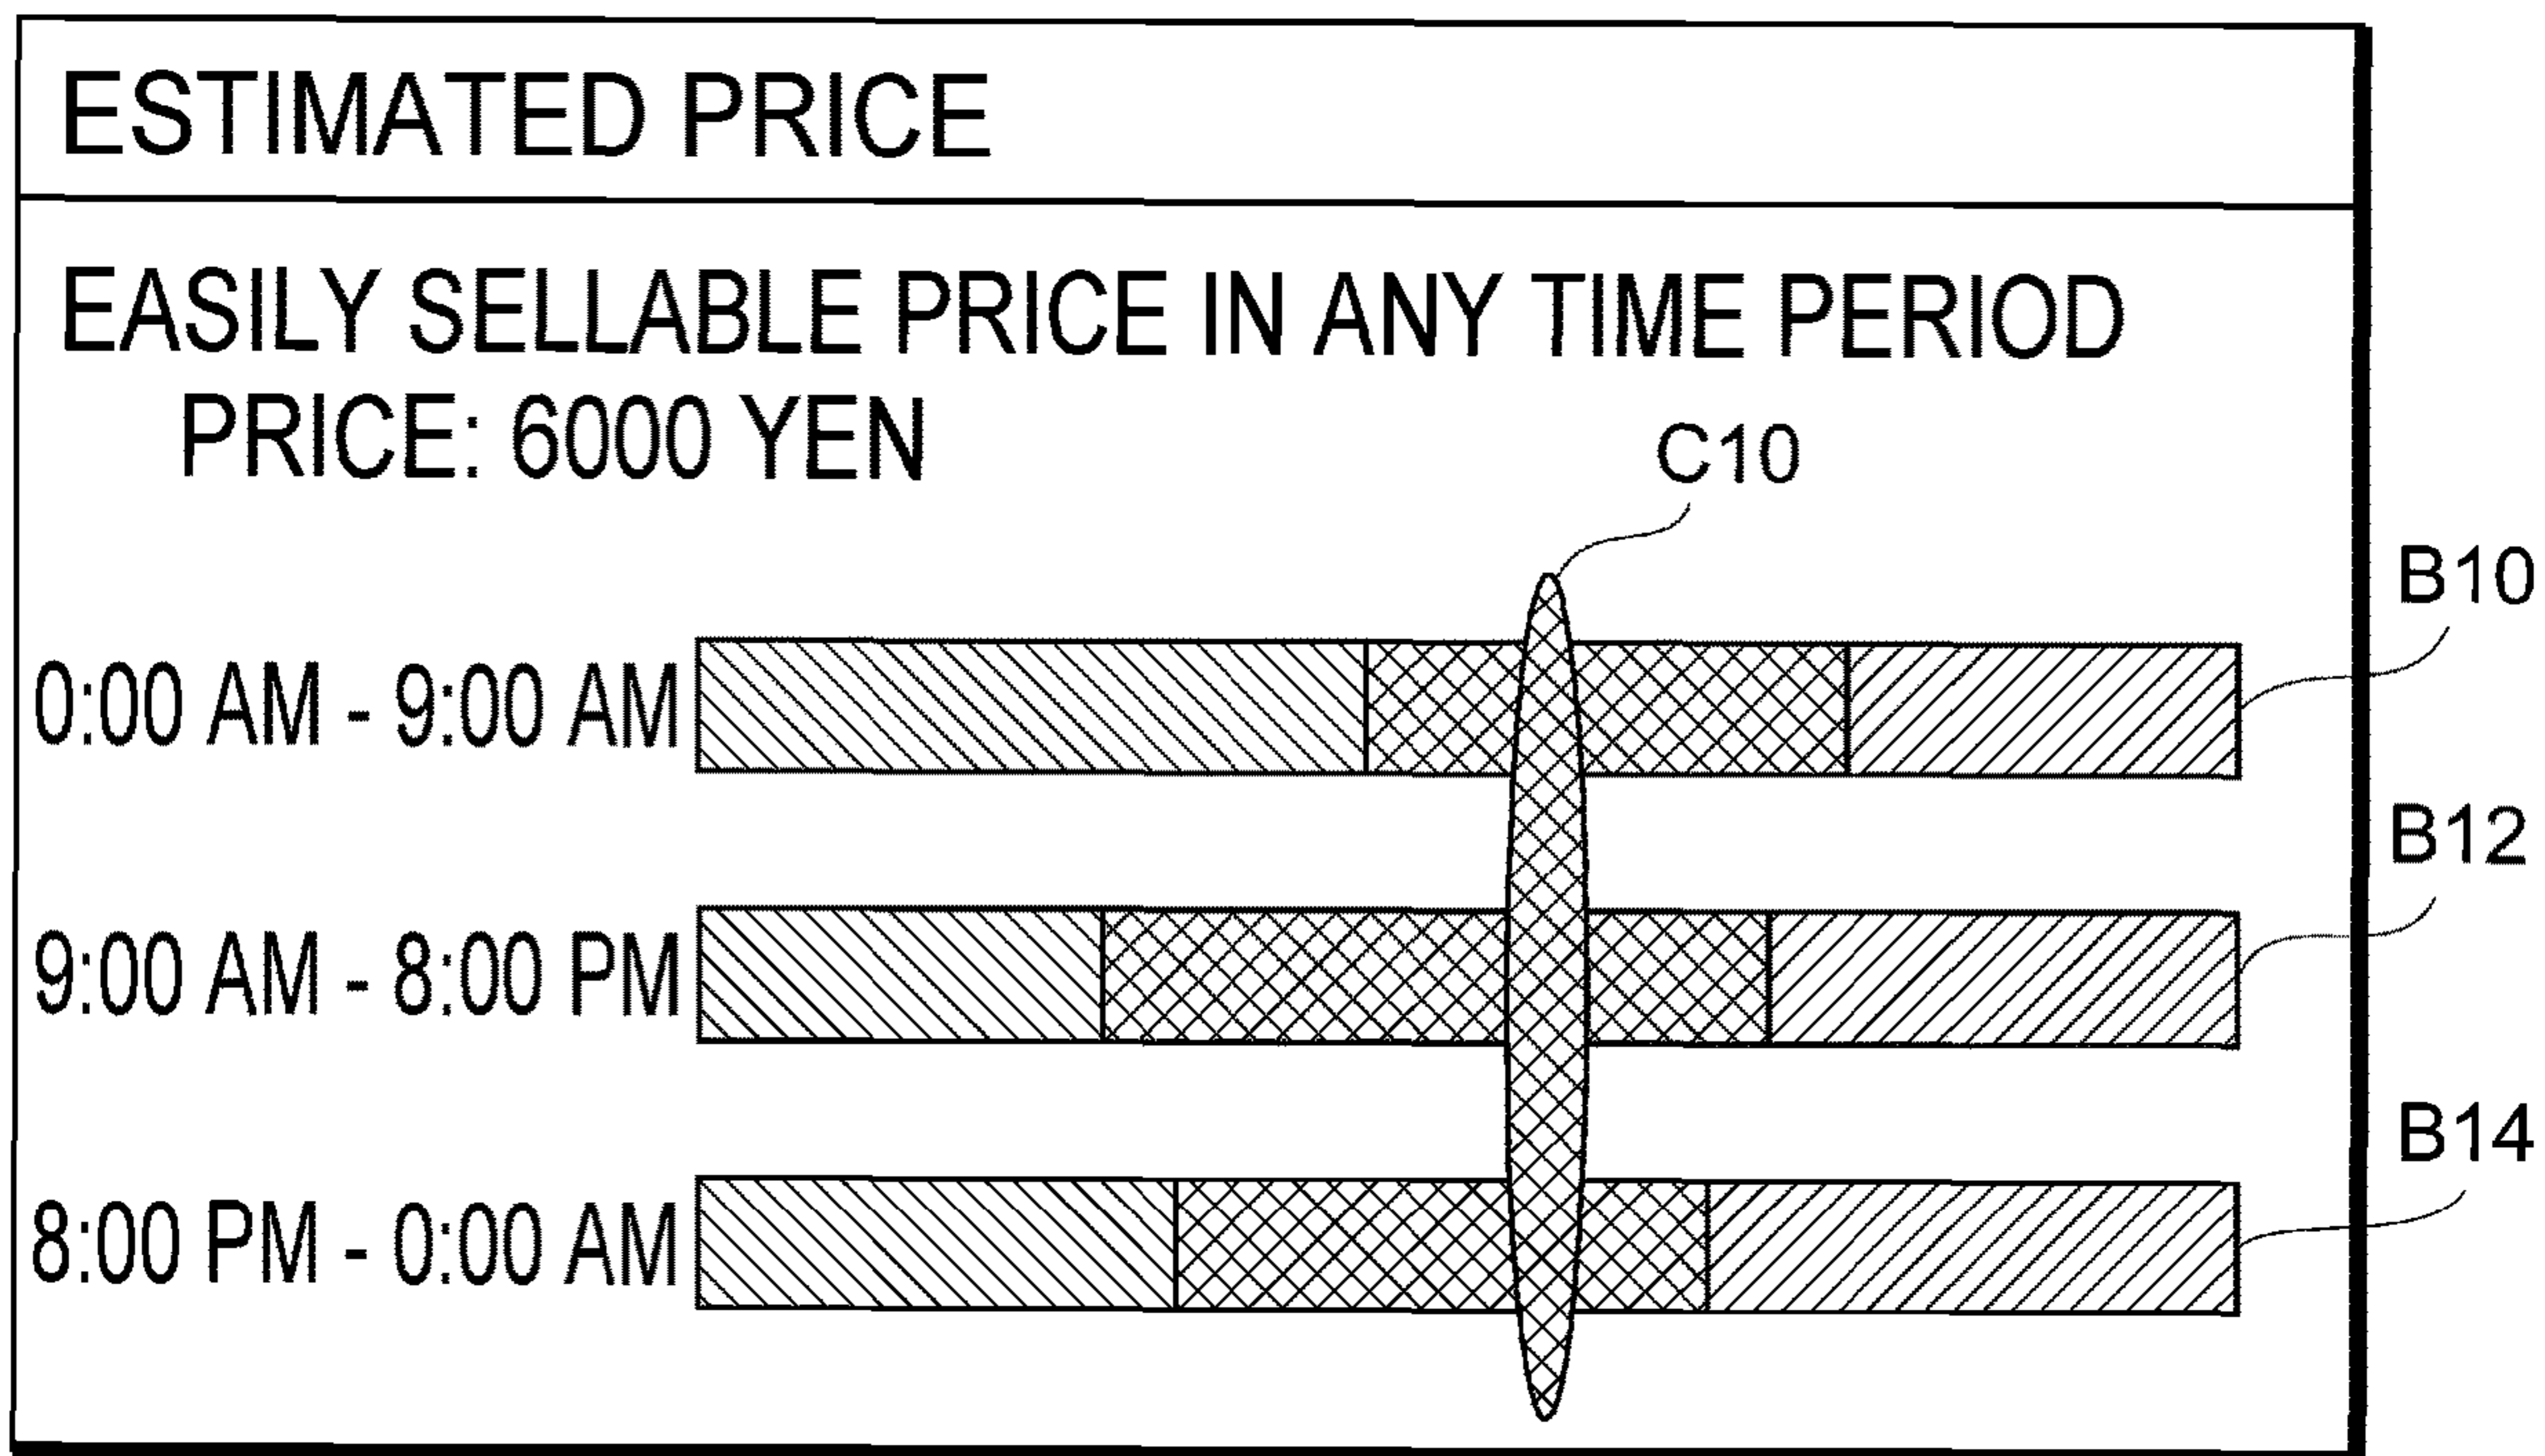 ESTIMATED PRICE
EASILY SELLABLE PRICE IN ANY TIME PERIOD
PRICE: 6000 YEN
C10
B10
0:00 AM - 9:00 AM
B12
9:00 AM - 8:00 PM
B14
8:00 PM - 0:00 AM